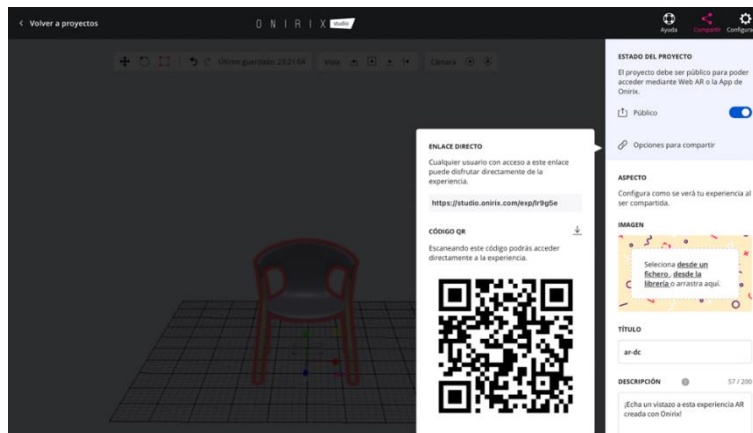 Volver a proyectos
ONIRIX studio
Ayuda
Compartir
Configura
Último guardado: 23:21:04
Vista
Cámara
ENLACE DIRECTO
Cualquier usuario con acceso a este enlace
puede disfrutar directamente de la
experiencia.
https://studio.onirix.com/exp/lr9g5e
CÓDIGO QR
Escaneando este código podrás acceder
directamente a la experiencia.
ESTADO DEL PROYECTO
El proyecto debe ser público para poder
acceder mediante Web AR o la App de
Onirix.
Público
Opciones para compartir
ASPECTO
Configura como se verá tu experiencia al
ser compartida.
IMAGEN
Seleciona desde un
fichero, desde la
librería o arrastra aquí.
TÍTULO
ar-dc
DESCRIPCIÓN
57 / 200
¡Echa un vistazo a esta experiencia AR
creada con Onirix!